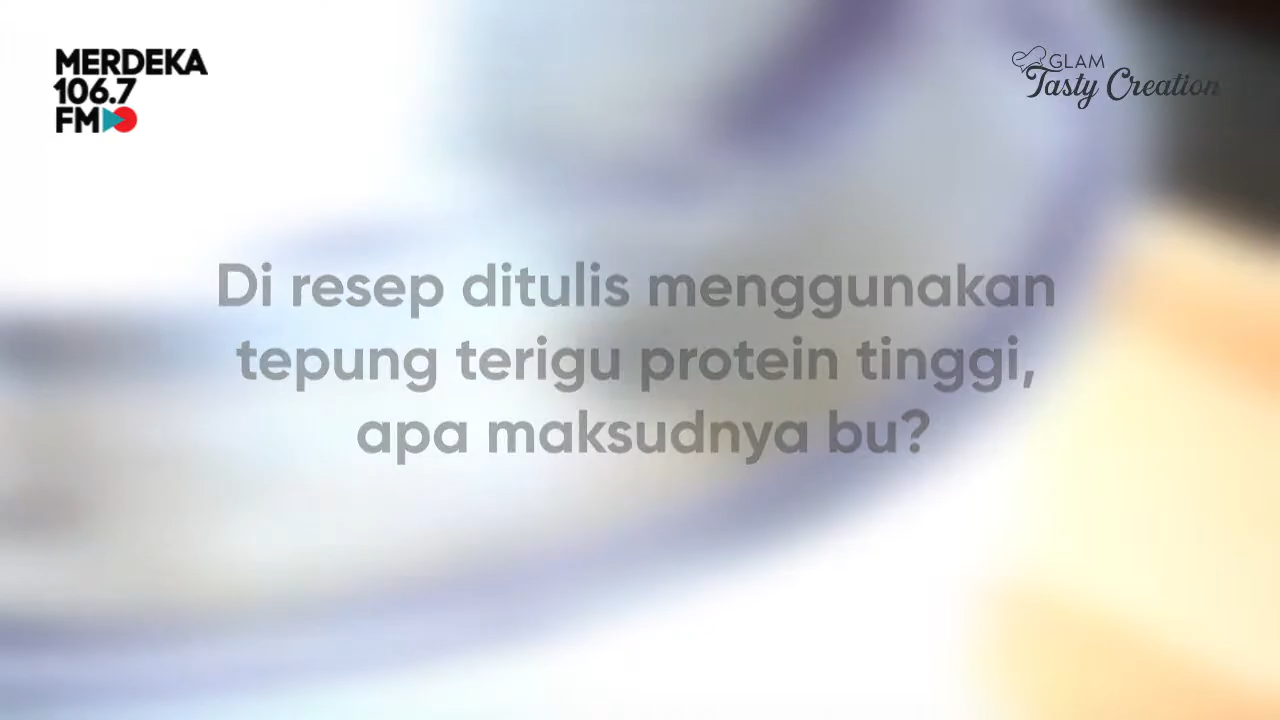 MERDEKA
106.7
FM
GLAM
Tasty Creation
Di resep ditulis menggunakan
tepung terigu protein tinggi,
apa maksudnya bu?